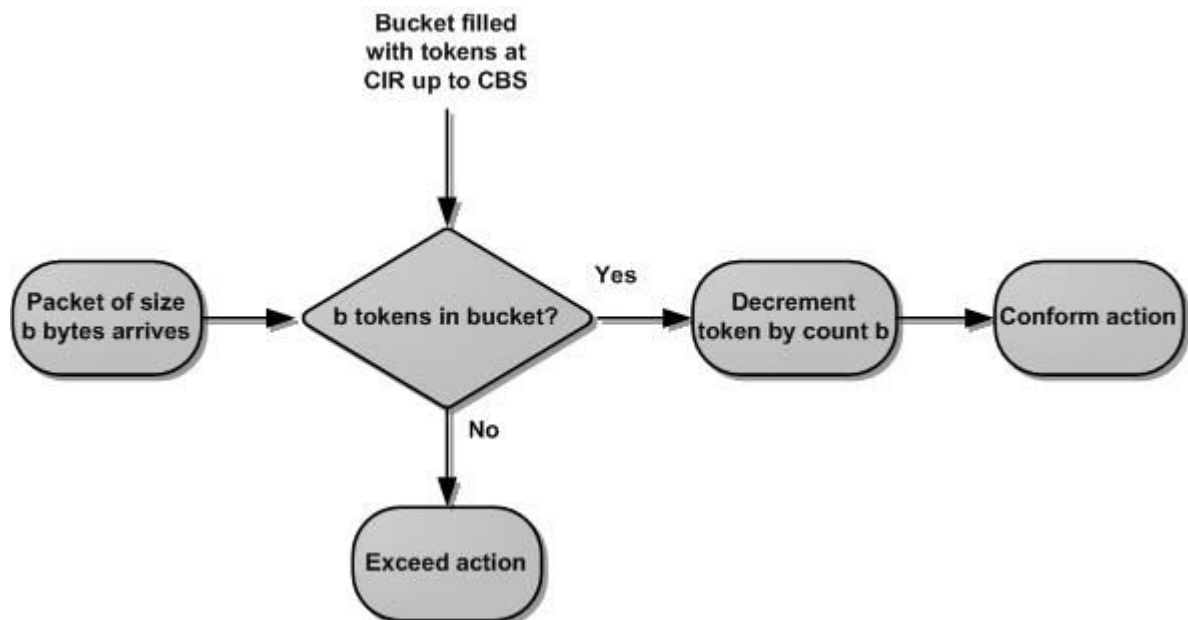 Bucket filled
with tokens at
CIR up to CBS
Packet of size
b bytes arrives
b tokens in bucket?
Yes
Decrement
token by count b
Conform action
No
Exceed action